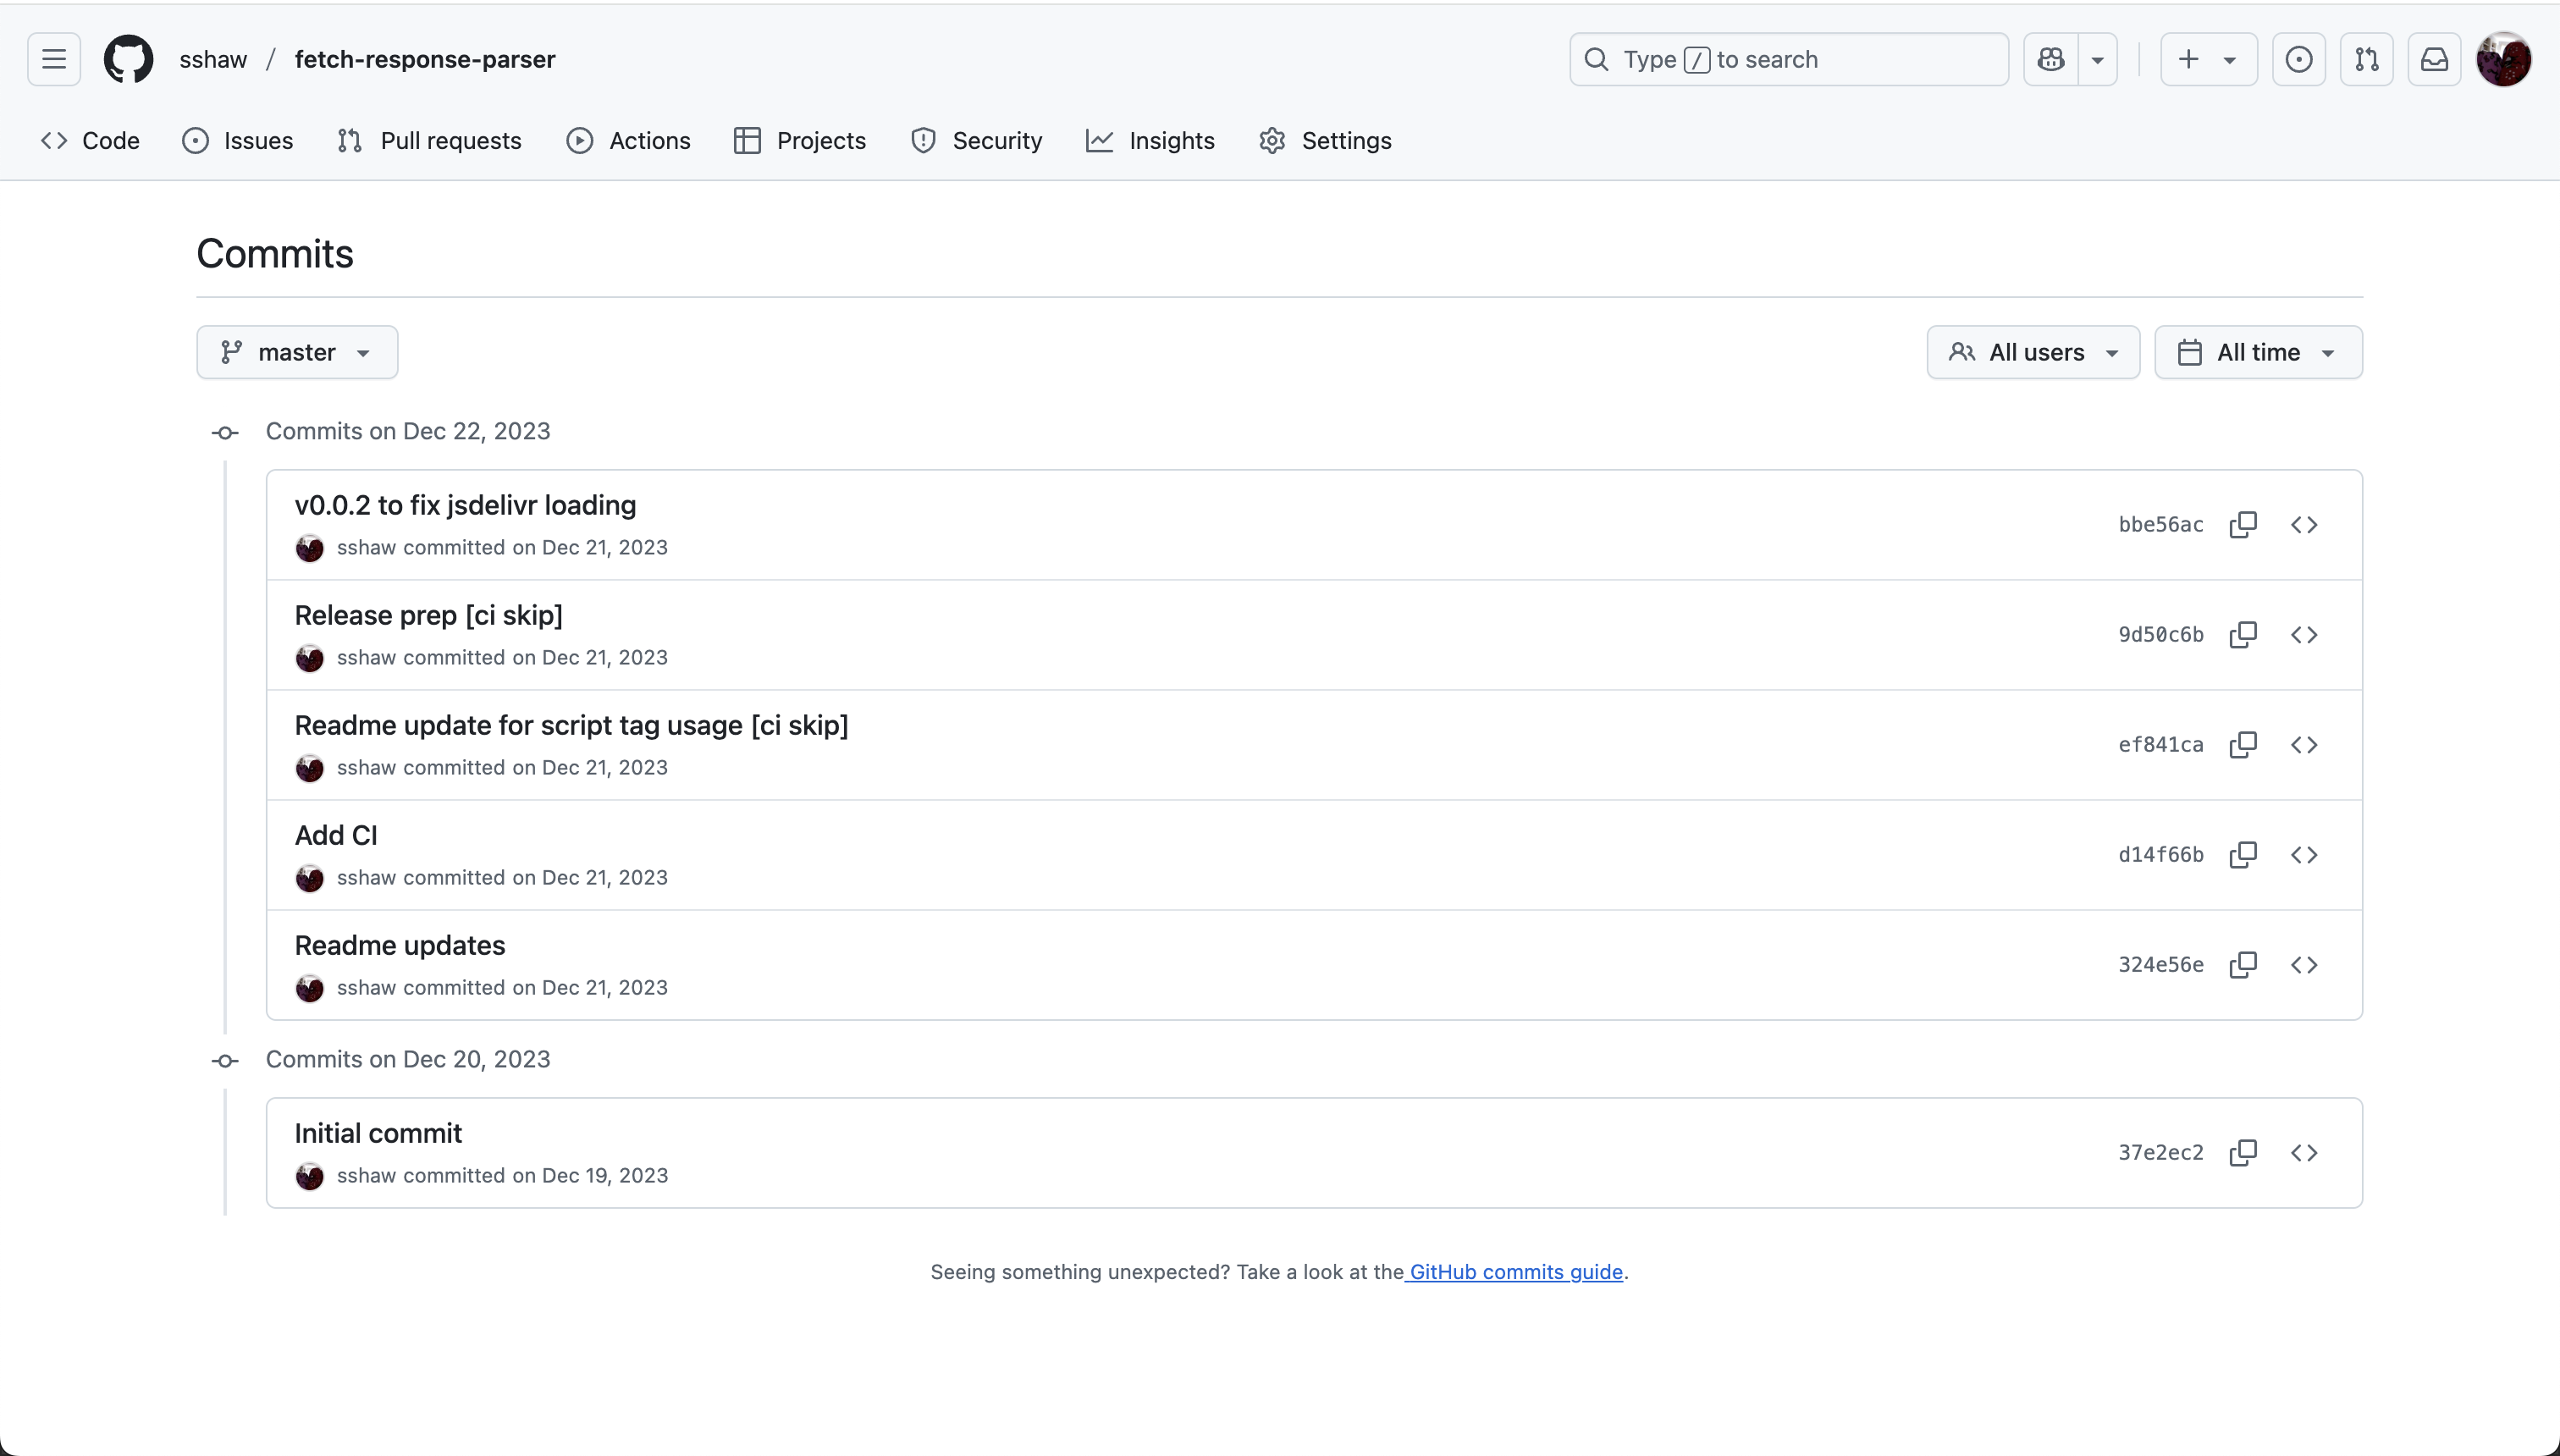 sshaw / fetch-response-parser
Type / to search
Code Issues Pull requests Actions Projects Security Insights Settings
Commits
master
All users All time
Commits on Dec 22, 2023
v0.0.2 to fix jsdelivr loading
sshaw committed on Dec 21, 2023
bbe56ac
Release prep [ci skip]
sshaw committed on Dec 21, 2023
9d50c6b
Readme update for script tag usage [ci skip]
sshaw committed on Dec 21, 2023
ef841ca
Add CI
sshaw committed on Dec 21, 2023
d14f66b
Readme updates
sshaw committed on Dec 21, 2023
324e56e
Commits on Dec 20, 2023
Initial commit
sshaw committed on Dec 19, 2023
37e2ec2
Seeing something unexpected? Take a look at the GitHub commits guide.